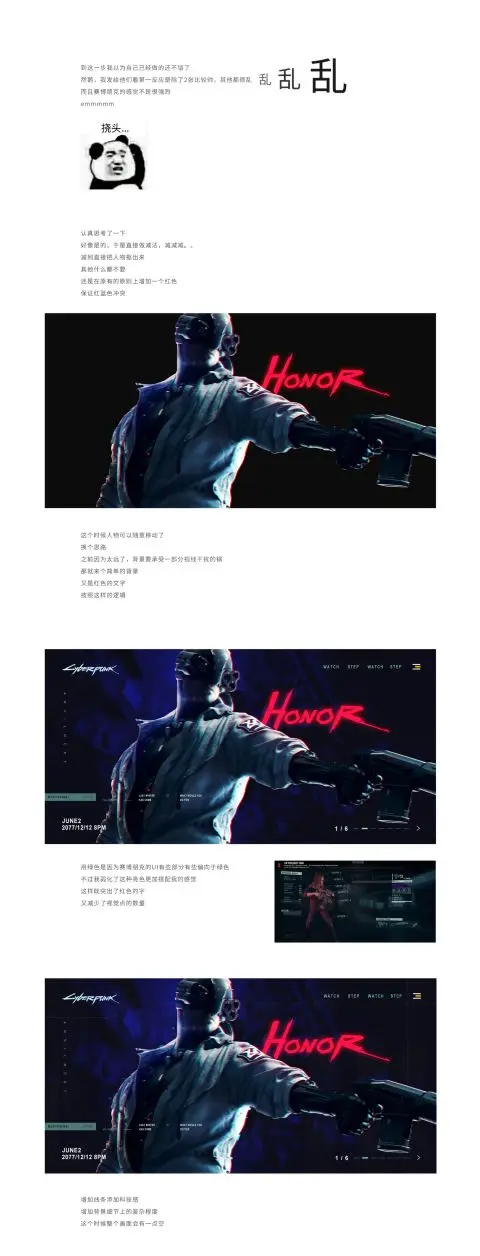 到这一步我以为自己已经做的还不错了
然鹅，我发给他们看第一反应是除了2张比较帅，其他都很乱 乱 乱 乱
而且赛博朋克的感觉不是很强烈
emmmmm
挠头...
认真思考了一下
好像是的，于是直接做减法，减减减。。
减到直接把人物抠出来
其他什么都不要
还是在原有的原则上增加一个红色
保证红蓝色冲突
HONOR
这个时候人物可以随意移动了
换个思路
之前因为太远了，背景要承受一部分指线干扰的锅
那就来个简单的背景
又是红色的文字
按照这样的逻辑
CYBERPUNK
WATCH STEP WATCH STEP
HONOR
JUNE2
2077/12/12 8PM
1 / 6
用绿色是因为赛博朋克的UI有些部分有些偏向于绿色
不过我弱化了这种亮色更加搭配我的感觉
这样既突出了红色的字
又减少了视觉点的数量
CYBERPUNK
WATCH STEP WATCH STEP
HONOR
JUNE2
2077/12/12 8PM
1 / 6
增加线条添加科技感
增加背景细节上的复杂程度
这个时候整个画面会有一点空